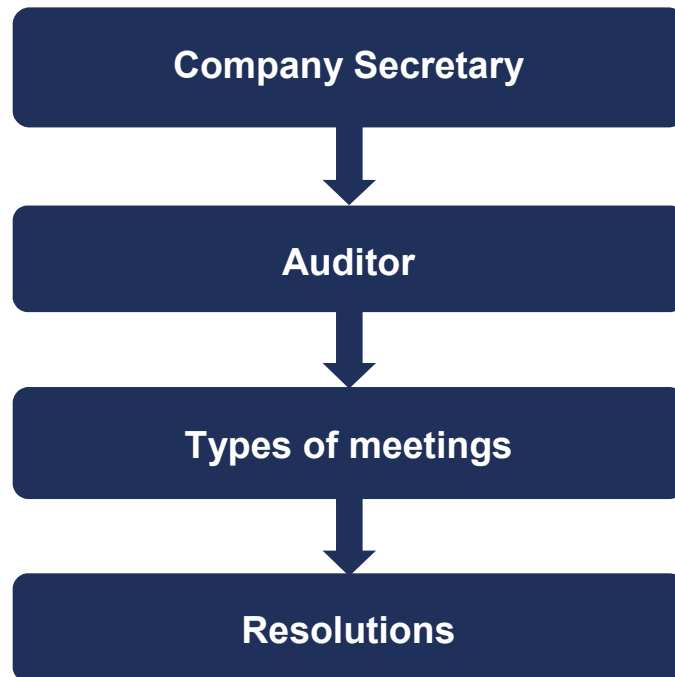 Company Secretary
Auditor
Types of meetings
Resolutions